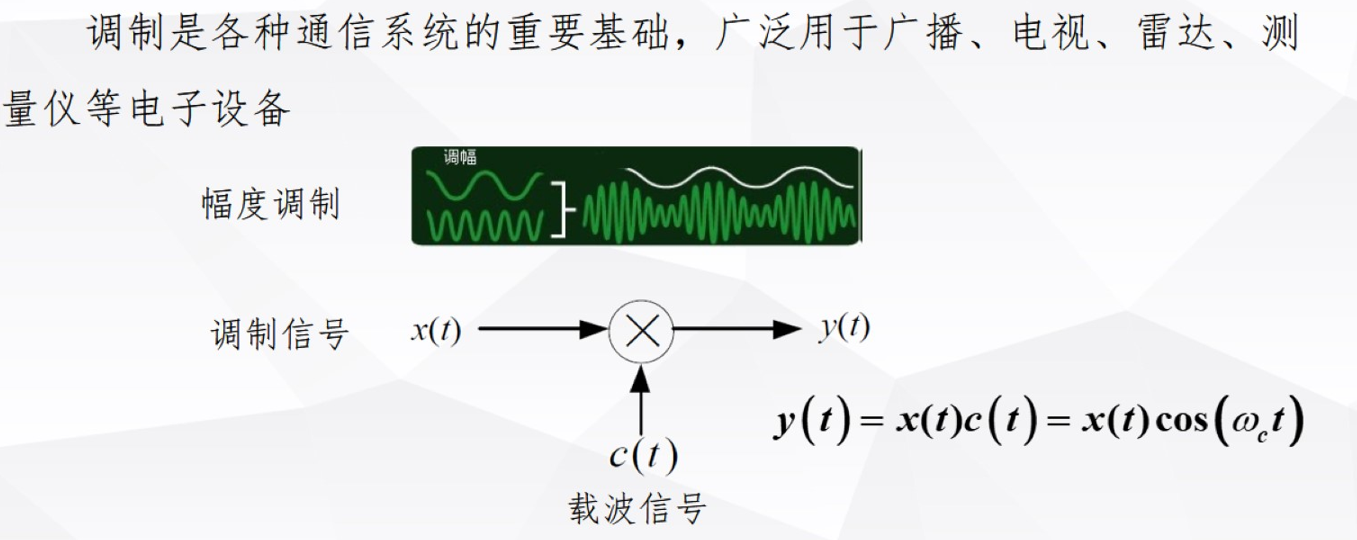 调制是各种通信系统的重要基础，广泛用于广播、电视、雷达、测
量仪等电子设备
调幅
幅度调制
调制信号 x(t) y(t)
y(t) = x(t)c(t) = x(t)cos(ω_c t)
c(t)
载波信号